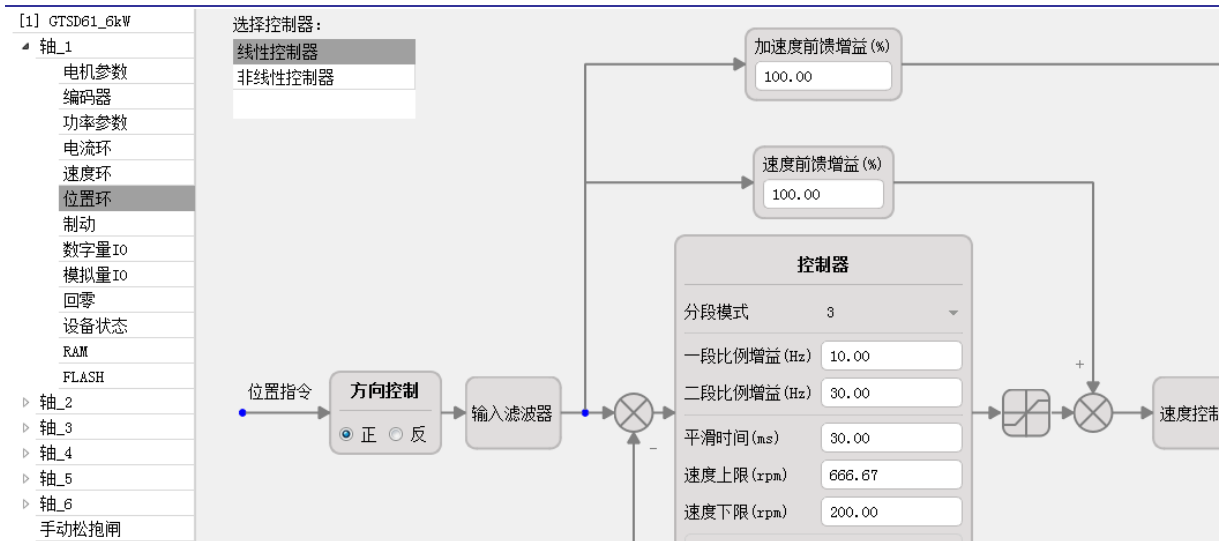 [1] GTSD61_6kW
轴_1
电机参数
编码器
功率参数
电流环
速度环
位置环
制动
数字量IO
模拟量IO
回零
设备状态
RAM
FLASH
轴_2
轴_3
轴_4
轴_5
轴_6
手动松抱闸
选择控制器:
线性控制器
非线性控制器
加速度前馈增益(%)
100.00
速度前馈增益(%)
100.00
位置指令
方向控制
正 反
输入滤波器
-
控制器
分段模式 3
一段比例增益(Hz) 10.00
二段比例增益(Hz) 30.00
平滑时间(ms) 30.00
速度上限(rpm) 666.67
速度下限(rpm) 200.00
+
速度控制